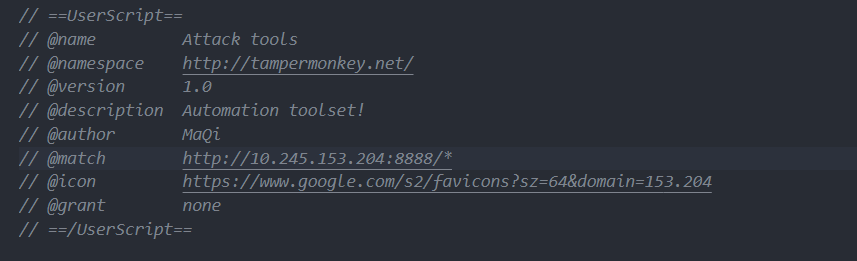 // ==UserScript==
// @name         Attack tools
// @namespace    http://tampermonkey.net/
// @version      1.0
// @description  Automation toolset!
// @author       MaQi
// @match        http://10.245.153.204:8888/*
// @icon         https://www.google.com/s2/favicons?sz=64&domain=153.204
// @grant        none
// ==/UserScript==